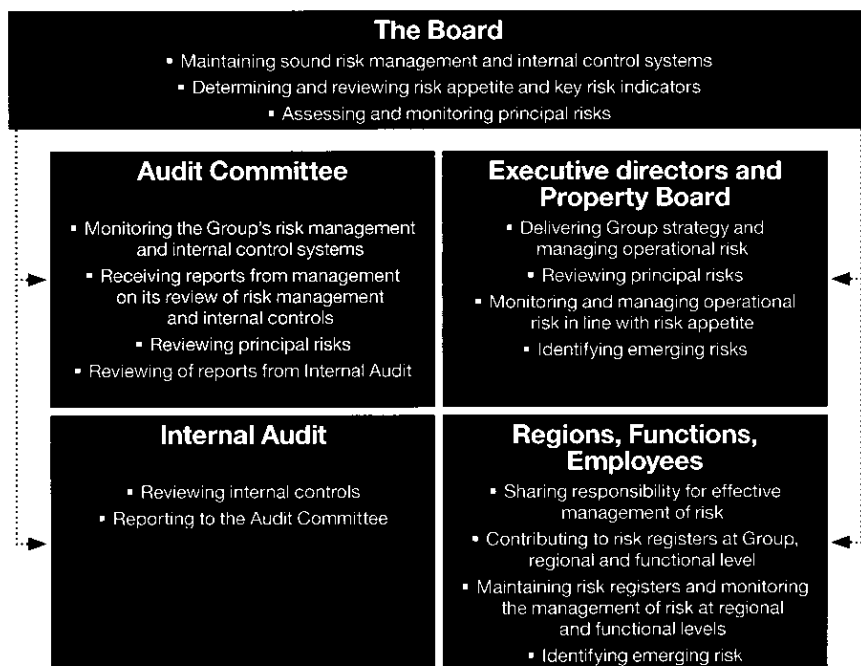 The Board
▪ Maintaining sound risk management and internal control systems
▪ Determining and reviewing risk appetite and key risk indicators
▪ Assessing and monitoring principal risks
Audit Committee
▪ Monitoring the Group's risk management
and internal control systems
▪ Receiving reports from management
on its review of risk management
and internal controls
▪ Reviewing principal risks
▪ Reviewing of reports from Internal Audit
Executive directors and
Property Board
▪ Delivering Group strategy and
managing operational risk
▪ Reviewing principal risks
▪ Monitoring and managing operational
risk in line with risk appetite
▪ Identifying emerging risks
Internal Audit
▪ Reviewing internal controls
▪ Reporting to the Audit Committee
Regions, Functions,
Employees
▪ Sharing responsibility for effective
management of risk
▪ Contributing to risk registers at Group,
regional and functional level
▪ Maintaining risk registers and monitoring
the management of risk at regional
and functional levels
▪ Identifying emerging risk